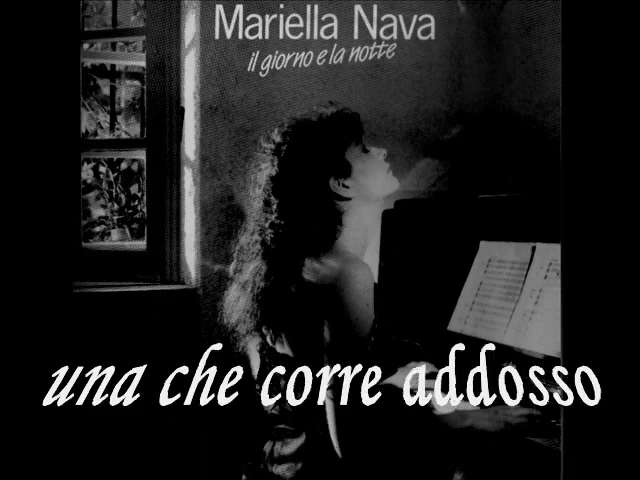 Mariella Nava
il giorno e la notte
una che corre addosso